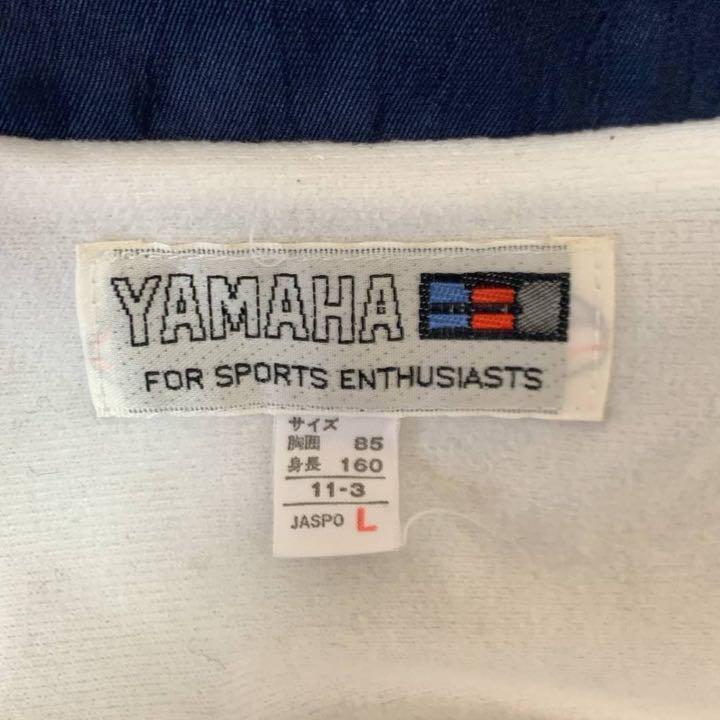 YAMAHA
FOR SPORTS ENTHUSIASTS
サイズ
胸囲 85
身長 160
11-3
JASPO L